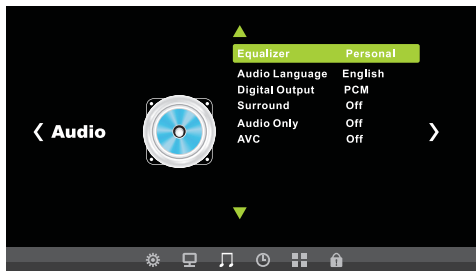 Equalizer Personal
Audio Language English
Digital Output PCM
Surround Off
Audio Only Off
AVC Off
Audio